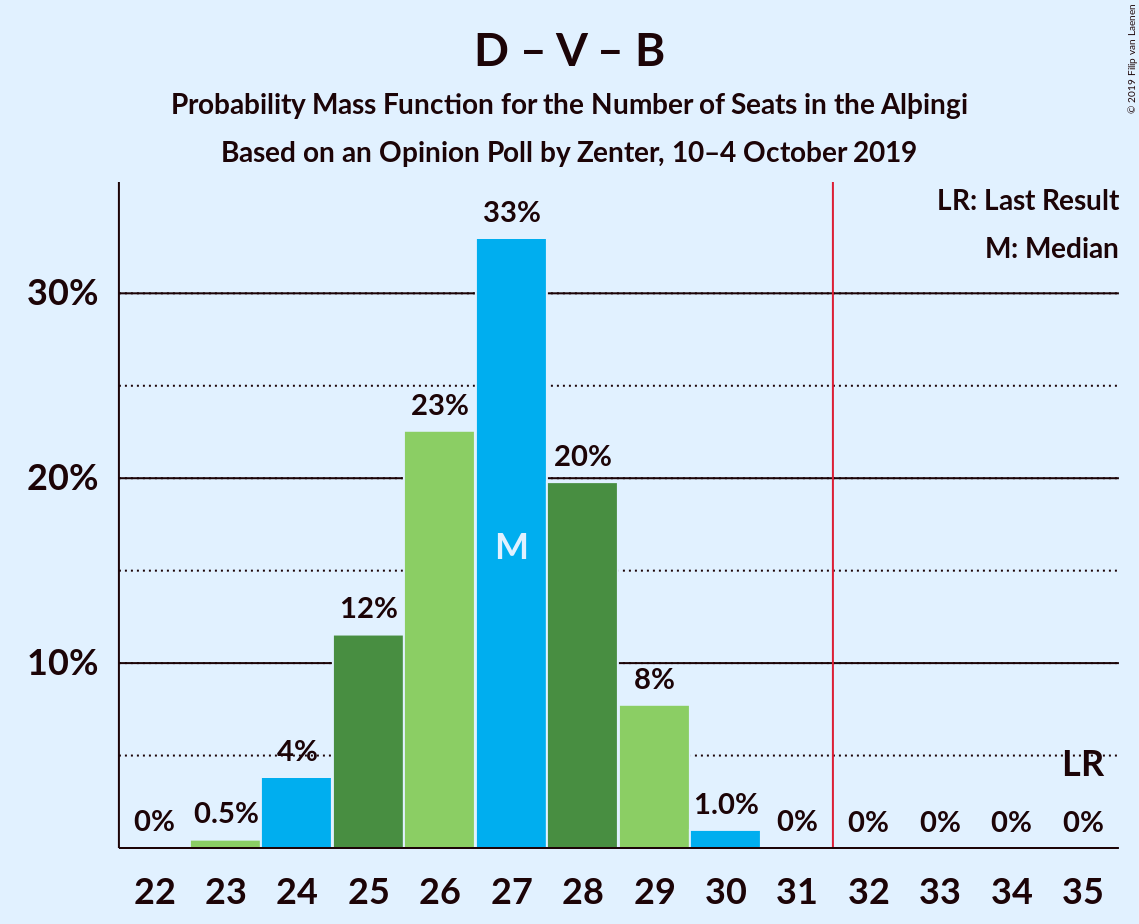 D – V – B
Probability Mass Function for the Number of Seats in the Alþingi
Based on an Opinion Poll by Zenter, 10–4 October 2019
© 2019 Filip van Laenen
LR: Last Result
M: Median
33%
30%
23%
20%
20%
M
12%
10%
8%
4%
LR
0%
0.5%
1.0%
0%
0%
0%
0%
0%
22 23 24 25 26 27 28 29 30 31 32 33 34 35